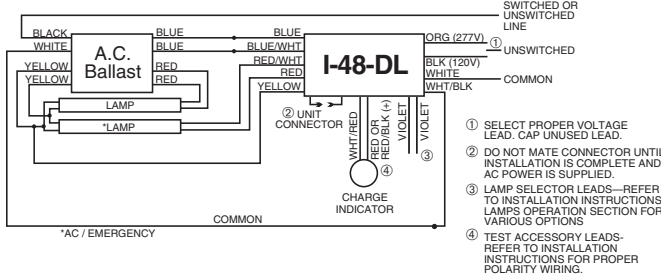 SWITCHED OR
UNSWITCHED
LINE
BLACK
WHITE
YELLOW
YELLOW
A.C.
Ballast
BLUE
BLUE
RED
RED
BLUE
BLUE/WHT
RED/WHT
RED
YELLOW
I-48-DL
ORG (277V)
①
UNSWITCHED
BLK (120V)
WHITE
COMMON
WHT/BLK
LAMP
*LAMP
② UNIT
CONNECTOR
WHT/RED
RED OR
RED/BLK (+)
VIOLET
VIOLET
③
④
CHARGE
INDICATOR
COMMON
*AC / EMERGENCY
① SELECT PROPER VOLTAGE
LEAD. CAP UNUSED LEAD.
② DO NOT MATE CONNECTOR UNTIL
INSTALLATION IS COMPLETE AND
AC POWER IS SUPPLIED.
③ LAMP SELECTOR LEADS—REFER
TO INSTALLATION INSTRUCTIONS
LAMPS OPERATION SECTION FOR
VARIOUS OPTIONS
④ TEST ACCESSORY LEADS-
REFER TO INSTALLATION
INSTRUCTIONS FOR PROPER
POLARITY WIRING.